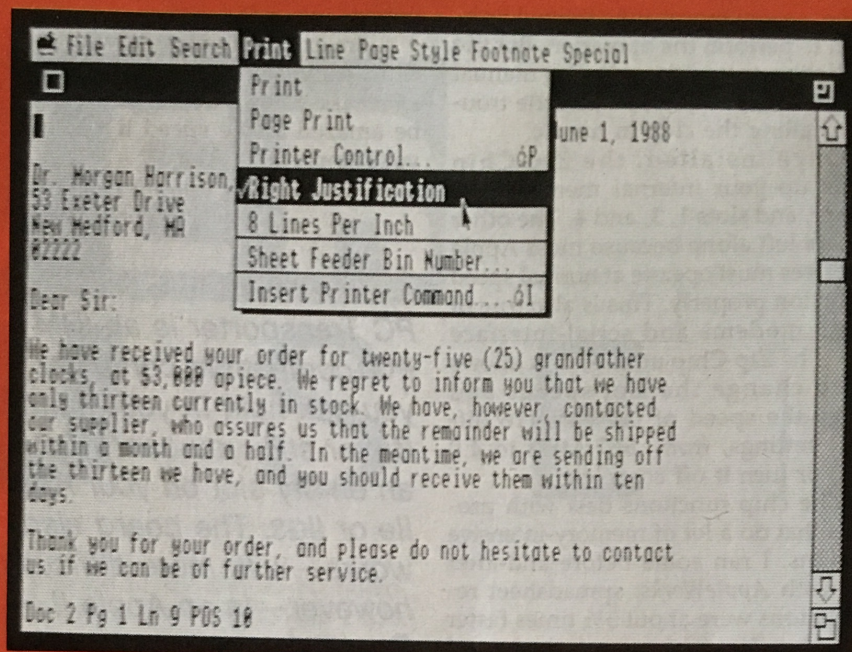 File Edit Search Print Line Page Style Footnote Special
Print
Page Print
Printer Control... P
✓Right Justification
8 Lines Per Inch
Sheet Feeder Bin Number...
Insert Printer Command... I
June 1, 1988
Dr. Morgan Harrison,
53 Exeter Drive
New Medford, MA
02222
Dear Sir:
We have received your order for twenty-five (25) grandfather
clocks, at $3,000 apiece. We regret to inform you that we have
only thirteen currently in stock. We have, however, contacted
our supplier, who assures us that the remainder will be shipped
within a month and a half. In the meantime, we are sending off
the thirteen we have, and you should receive them within ten
days.
Thank you for your order, and please do not hesitate to contact
us if we can be of further service.
Doc 2 Pg 1 Ln 9 POS 10